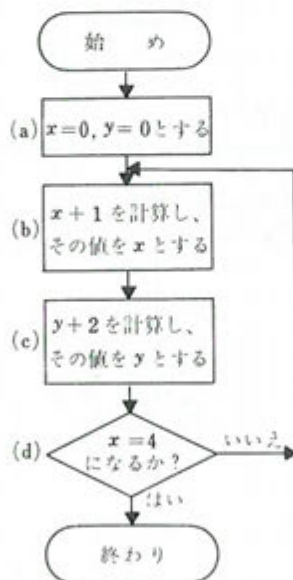 始 め
(a) x=0, y=0とする
(b) x+1を計算し、
その値をxとする
(c) y+2を計算し、
その値をyとする
(d) x=4
になるか?
いいえ
はい
終わり